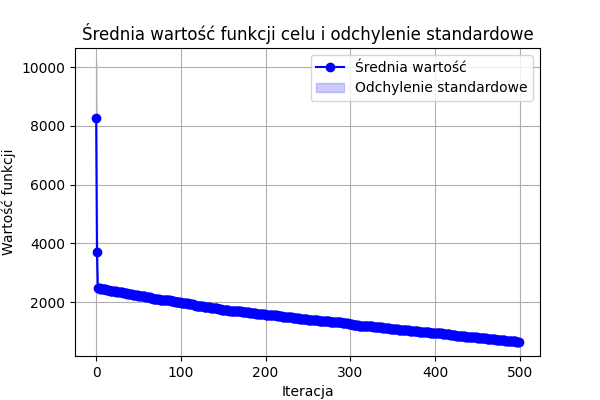 Średnia wartość funkcji celu i odchylenie standardowe
Średnia wartość
Odchylenie standardowe
Wartość funkcji
10000
8000
6000
4000
2000
0 100 200 300 400 500
Iteracja